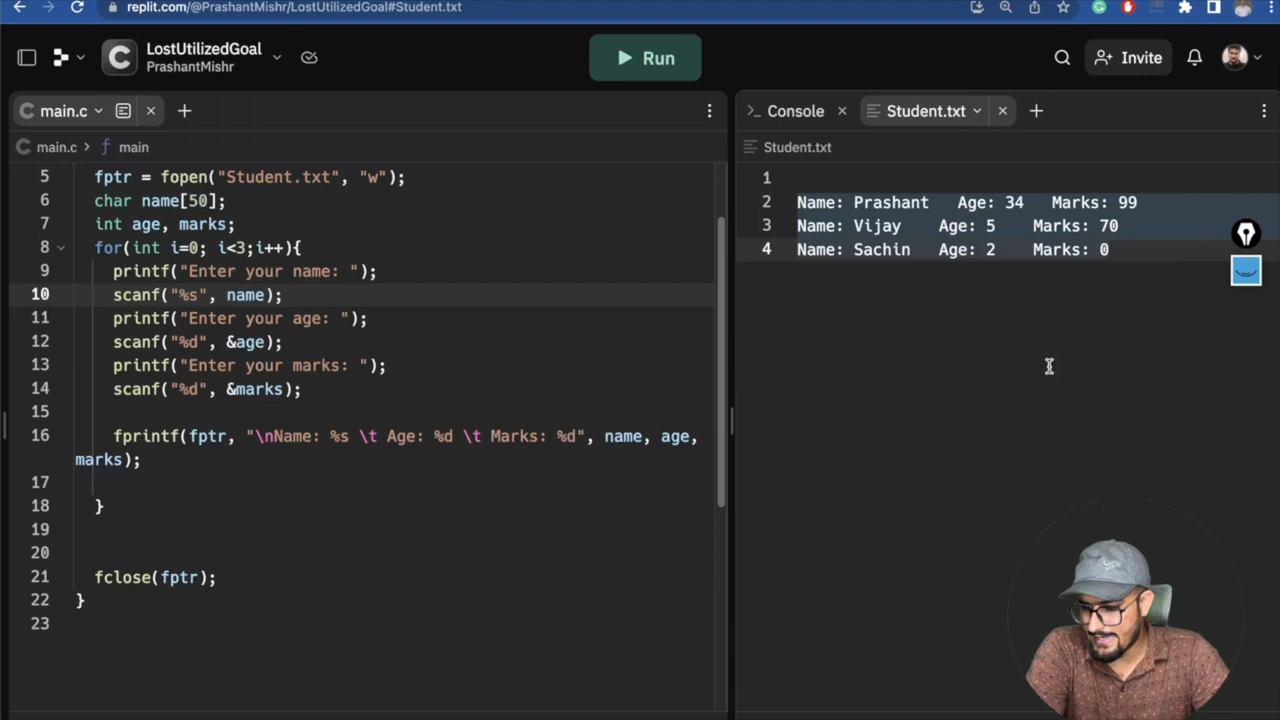 replit.com/@PrashantMishr/LostUtilizedGoal#Student.txt
LostUtilizedGoal
PrashantMishr
Run
Invite
main.c
main.c > f main
5 fptr = fopen("Student.txt", "w");
6 char name[50];
7 int age, marks;
8 for(int i=0; i<3;i++){
9 printf("Enter your name: ");
10 scanf("%s", name);
11 printf("Enter your age: ");
12 scanf("%d", &age);
13 printf("Enter your marks: ");
14 scanf("%d", &marks);
15
16 fprintf(fptr, "\nName: %s \t Age: %d \t Marks: %d", name, age,
marks);
17
18 }
19
20
21 fclose(fptr);
22 }
23
Console
Student.txt
Student.txt
1
2 Name: Prashant Age: 34 Marks: 99
3 Name: Vijay Age: 5 Marks: 70
4 Name: Sachin Age: 2 Marks: 0